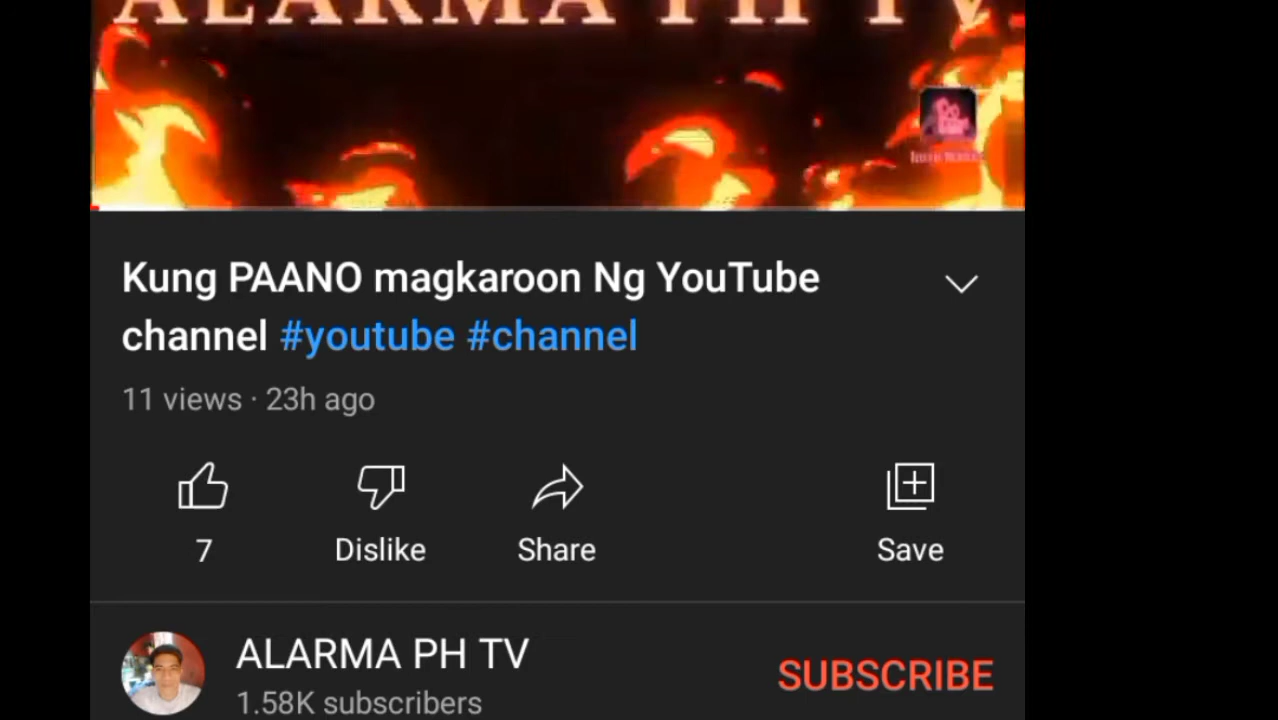 ALARMA PH TV
Kung PAANO magkaroon Ng YouTube
channel #youtube #channel
11 views · 23h ago
7
Dislike
Share
Save
ALARMA PH TV
SUBSCRIBE
1.58K subscribers